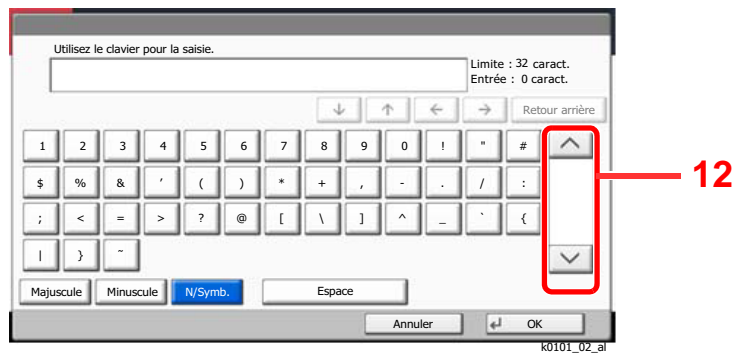 Utilisez le clavier pour la saisie.
Limite : 32 caract.
Entrée : 0 caract.
↓ ↑ ← → Retour arrière
1 2 3 4 5 6 7 8 9 0 ! " #
$ % & ' ( ) * + , - . / :
; < = > ? @ [ \ ] ^ _ ` {
| } ~
12
Majuscule Minuscule N/Symb. Espace
Annuler OK
k0101_02_al